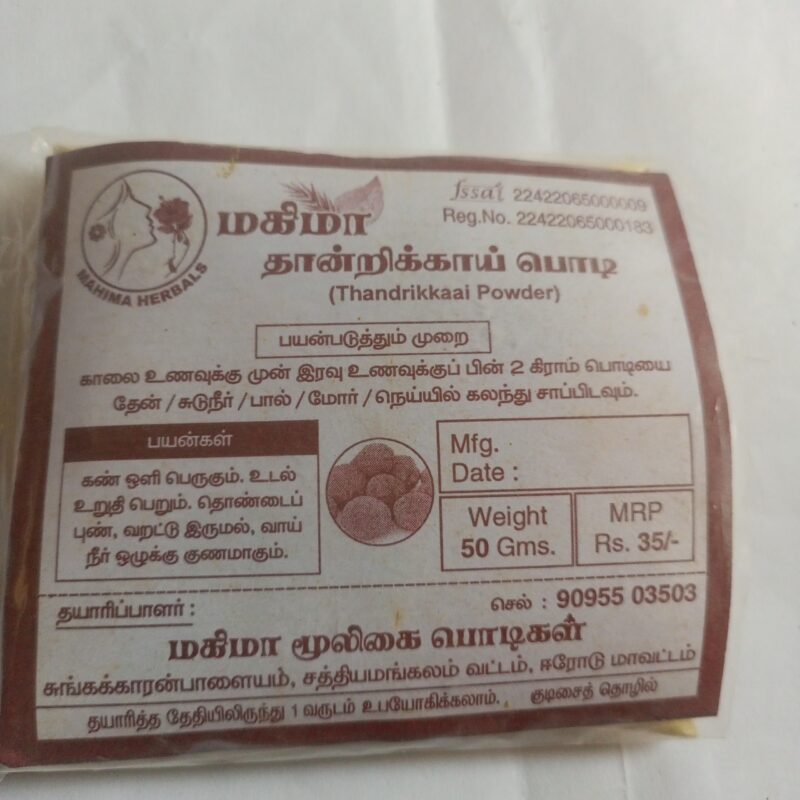 fssai 22422065000009
Reg.No. 22422065000183
MAHIMA HERBALS
மகிமா
தான்றிக்காய் பொடி
(Thandrikkaai Powder)
பயன்படுத்தும் முறை
காலை உணவுக்கு முன் இரவு உணவுக்குப் பின் 2 கிராம் பொடியை
தேன் / சுடுநீர் / பால் / மோர் / நெய்யில் கலந்து சாப்பிடவும்.
பயன்கள்
கண் ஒளி பெருகும். உடல்
உறுதி பெறும். தொண்டைப்
புண், வறட்டு இருமல், வாய்
நீர் ஒழுக்கு குணமாகும்.
Mfg.
Date :
Weight
50 Gms.
MRP
Rs. 35/-
தயாரிப்பாளர் :
செல் : 90955 03503
மகிமா மூலிகை பொடிகள்
சுங்கக்காரன்பாளையம், சத்தியமங்கலம் வட்டம், ஈரோடு மாவட்டம்
தயாரித்த தேதியிலிருந்து 1 வருடம் உபயோகிக்கலாம். குடிசைத் தொழில்